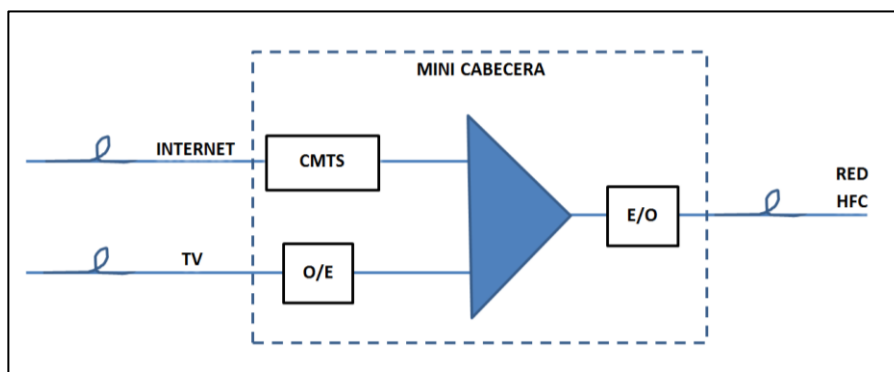 MINI CABECERA
INTERNET
CMTS
RED
HFC
E/O
TV
O/E